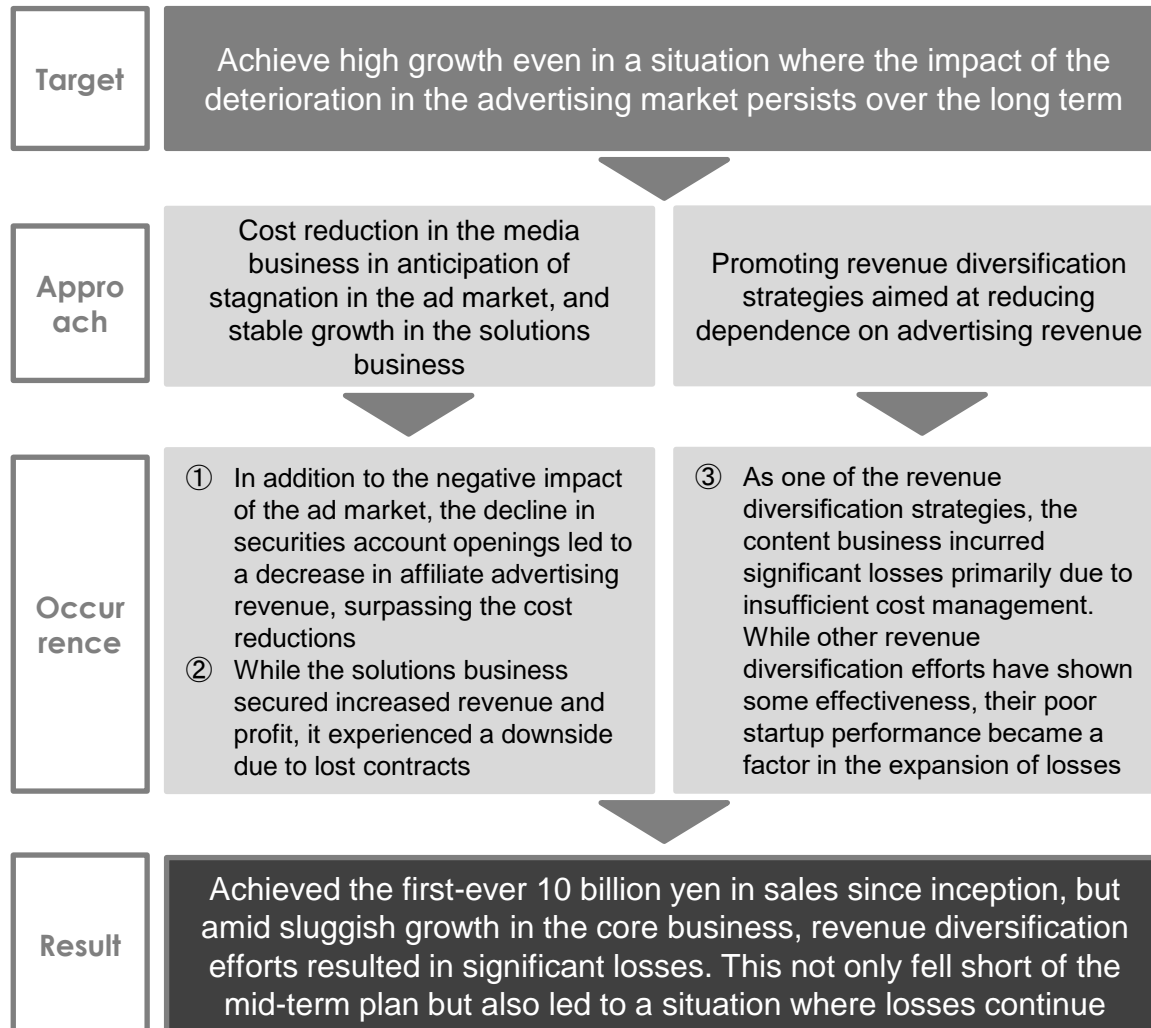 Target
Achieve high growth even in a situation where the impact of the
deterioration in the advertising market persists over the long term
Appro
ach
Cost reduction in the media
business in anticipation of
stagnation in the ad market, and
stable growth in the solutions
business
Promoting revenue diversification
strategies aimed at reducing
dependence on advertising revenue
Occur
rence
① In addition to the negative impact
of the ad market, the decline in
securities account openings led to
a decrease in affiliate advertising
revenue, surpassing the cost
reductions
② While the solutions business
secured increased revenue and
profit, it experienced a downside
due to lost contracts
③ As one of the revenue
diversification strategies, the
content business incurred
significant losses primarily due to
insufficient cost management.
While other revenue
diversification efforts have shown
some effectiveness, their poor
startup performance became a
factor in the expansion of losses
Result
Achieved the first-ever 10 billion yen in sales since inception, but
amid sluggish growth in the core business, revenue diversification
efforts resulted in significant losses. This not only fell short of the
mid-term plan but also led to a situation where losses continue